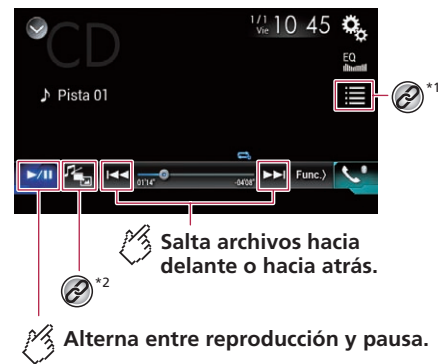 CD
1/1
Vie 10 45
EQ
Pista 01
*1
01'14"
-04'08"
Func.
Salta archivos hacia
delante o hacia atrás.
*2
Alterna entre reproducción y pausa.